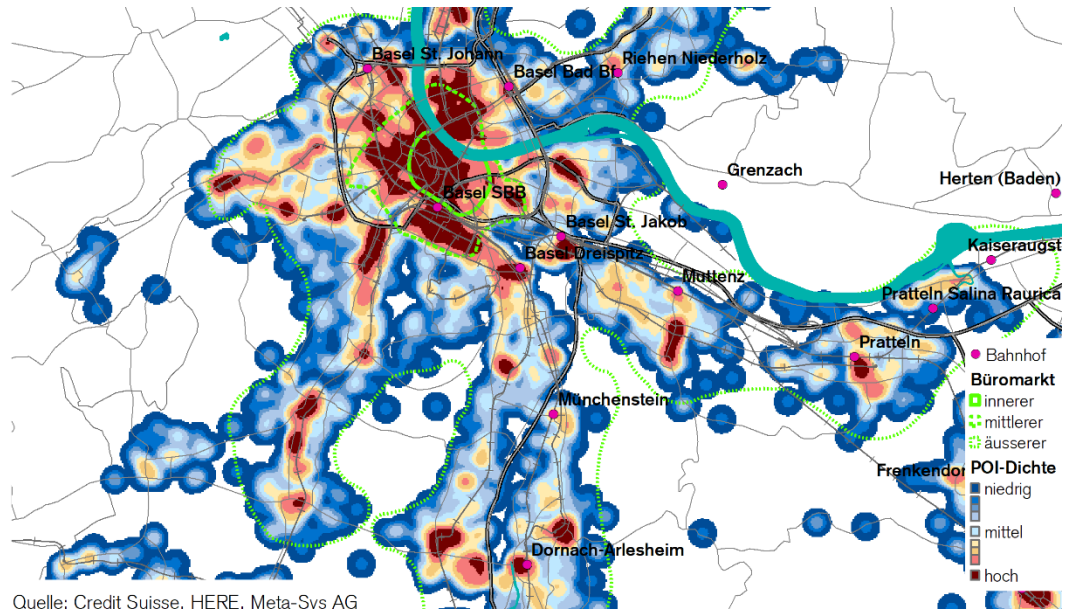 Basel St. Johann
Basel Bad Bf
Riehen Niederholz
Grenzach
Herten (Baden)
Basel SBB
Basel St. Jakob
Kaiseraugst
Basel Dreispitz
Muttenz
Pratteln Salina Raurica
Pratteln
Münchenstein
Frenkendor
Dornach-Arlesheim
Bahnhof
Büromarkt
innerer
mittlerer
äusserer
POI-Dichte
niedrig
mittel
hoch
Quelle: Credit Suisse, HERE, Meta-Sys AG